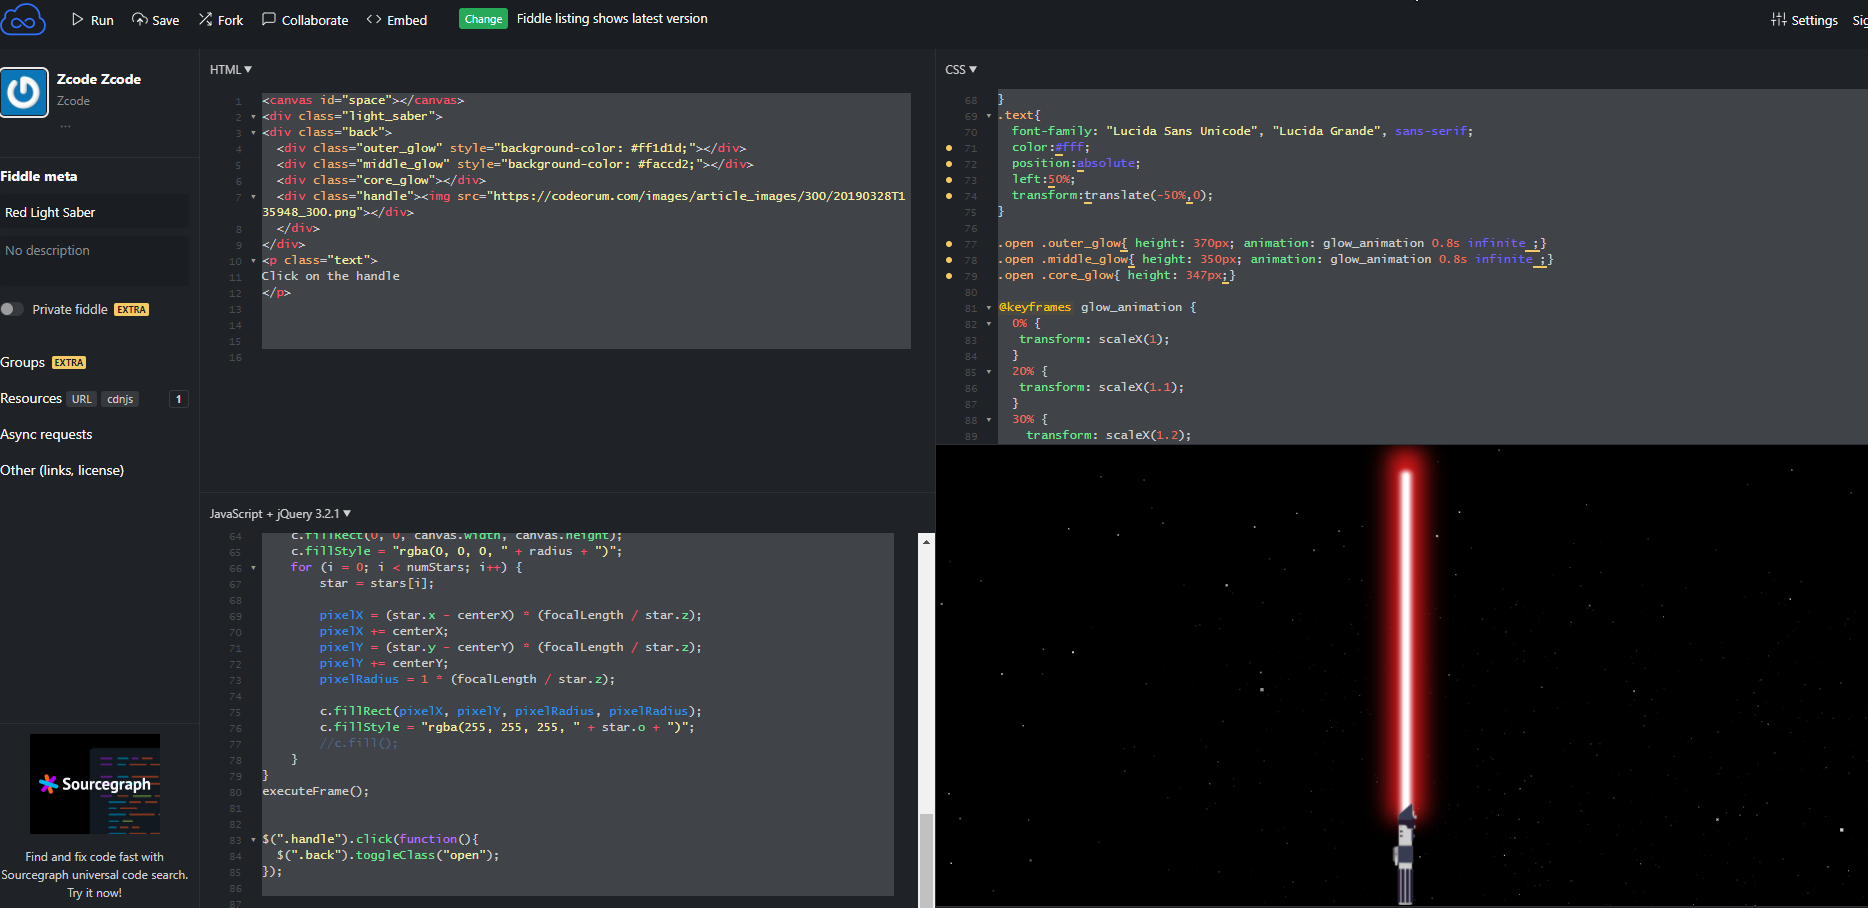 Run Save Fork Collaborate <> Embed Change Fiddle listing shows latest version Settings
Zcode Zcode
Zcode
...
Fiddle meta
Red Light Saber
No description
Private fiddle EXTRA
Groups EXTRA
Resources URL cdnjs 1
Async requests
Other (links, license)
Sourcegraph
Find and fix code fast with
Sourcegraph universal code search.
Try it now!
HTML▼
1 <canvas id="space"></canvas>
2 <div class="light_saber">
3 <div class="back">
4 <div class="outer_glow" style="background-color: #ff1d1d;"></div>
5 <div class="middle_glow" style="background-color: #faccd2;"></div>
6 <div class="core_glow"></div>
7 <div class="handle"><img src="https://codeorum.com/images/article_images/300/20190328T1
35948_300.png"></div>
8 </div>
9 </div>
10 <p class="text">
11 Click on the handle
12 </p>
13
14
15
16
JavaScript + jQuery 3.2.1▼
64 c.fillRect(0, 0, canvas.width, canvas.height);
65 c.fillStyle = "rgba(0, 0, 0, " + radius + ")";
66 for (i = 0; i < numStars; i++) {
67 star = stars[i];
68
69 pixelX = (star.x - centerX) * (focalLength / star.z);
70 pixelX += centerX;
71 pixelY = (star.y - centerY) * (focalLength / star.z);
72 pixelY += centerY;
73 pixelRadius = 1 * (focalLength / star.z);
74
75 c.fillRect(pixelX, pixelY, pixelRadius, pixelRadius);
76 c.fillStyle = "rgba(255, 255, 255, " + star.o + ")";
77 //c.fill();
78 }
79 }
80 executeFrame();
81
82
83 $(".handle").click(function(){
84 $(".back").toggleClass("open");
85 });
86
87
CSS▼
68 }
69 .text{
70 font-family: "Lucida Sans Unicode", "Lucida Grande", sans-serif;
71 color:#fff;
72 position:absolute;
73 left:50%;
74 transform:translate(-50%,0);
75 }
76
77 .open .outer_glow{ height: 370px; animation: glow_animation 0.8s infinite ;}
78 .open .middle_glow{ height: 350px; animation: glow_animation 0.8s infinite ;}
79 .open .core_glow{ height: 347px;}
80
81 @keyframes glow_animation {
82 0% {
83 transform: scaleX(1);
84 }
85 20% {
86 transform: scaleX(1.1);
87 }
88 30% {
89 transform: scaleX(1.2);